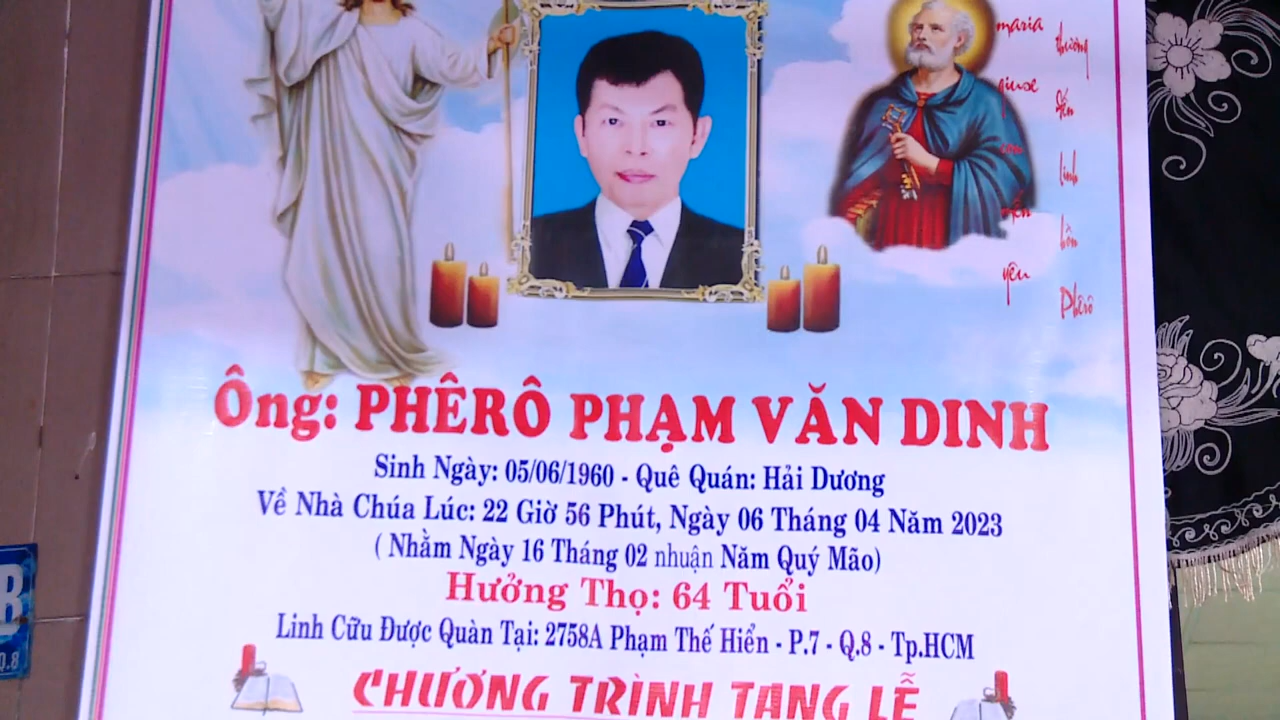 maria
giuse
thương
đến
linh
hồn
yên
Phêrô
Ông: PHÊRÔ PHẠM VĂN DINH
Sinh Ngày: 05/06/1960 - Quê Quán: Hải Dương
Về Nhà Chúa Lúc: 22 Giờ 56 Phút, Ngày 06 Tháng 04 Năm 2023
( Nhằm Ngày 16 Tháng 02 nhuận Năm Quý Mão)
Hưởng Thọ: 64 Tuổi
Linh Cữu Được Quàn Tại: 2758A Phạm Thế Hiển - P.7 - Q.8 - Tp.HCM
CHƯƠNG TRÌNH TANG LỄ
B
Q.8